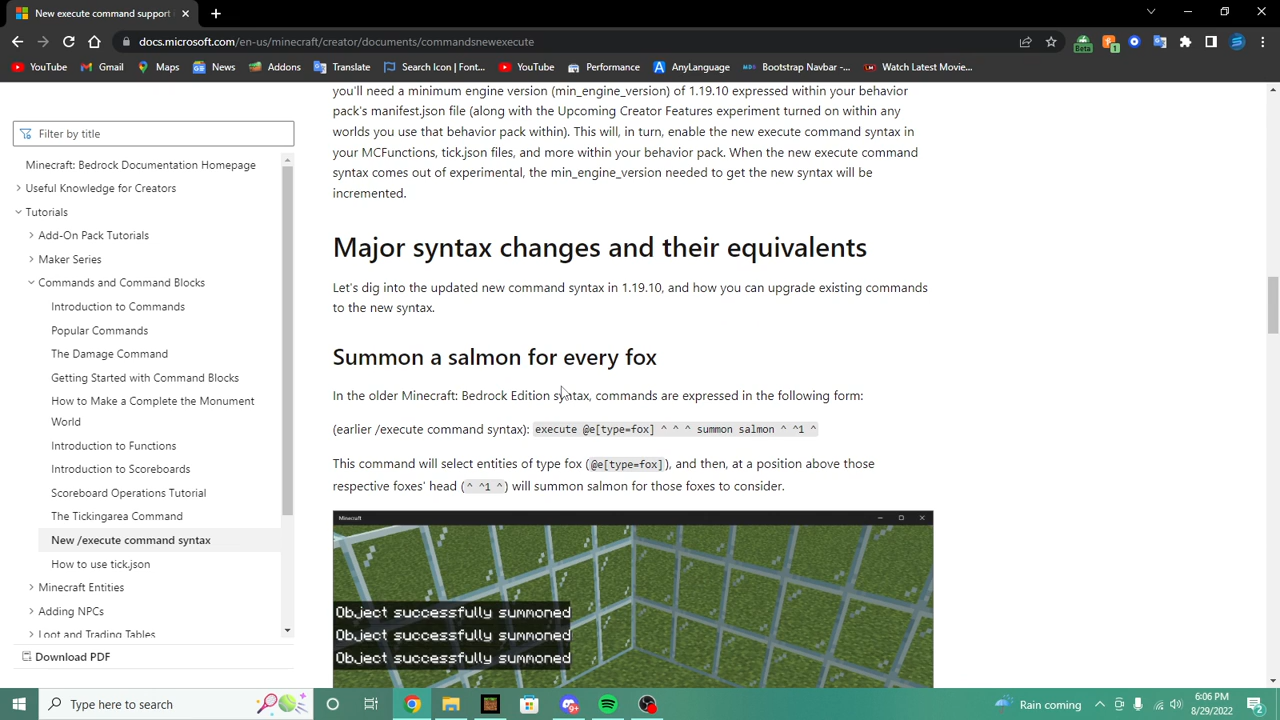 New execute command support
docs.microsoft.com/en-us/minecraft/creator/documents/commandsnewexecute
YouTube Gmail Maps News Addons Translate Search Icon | Font... YouTube Performance AnyLanguage Bootstrap Navbar -... Watch Latest Movie...
Beta
1
Filter by title
Minecraft: Bedrock Documentation Homepage
Useful Knowledge for Creators
Tutorials
Add-On Pack Tutorials
Maker Series
Commands and Command Blocks
Introduction to Commands
Popular Commands
The Damage Command
Getting Started with Command Blocks
How to Make a Complete the Monument
World
Introduction to Functions
Introduction to Scoreboards
Scoreboard Operations Tutorial
The Tickingarea Command
New /execute command syntax
How to use tick.json
Minecraft Entities
Adding NPCs
Loot and Trading Tables
Download PDF
you'll need a minimum engine version (min_engine_version) of 1.19.10 expressed within your behavior
pack's manifest.json file (along with the Upcoming Creator Features experiment turned on within any
worlds you use that behavior pack within). This will, in turn, enable the new execute command syntax in
your MCFunctions, tick.json files, and more within your behavior pack. When the new execute command
syntax comes out of experimental, the min_engine_version needed to get the new syntax will be
incremented.
Major syntax changes and their equivalents
Let's dig into the updated new command syntax in 1.19.10, and how you can upgrade existing commands
to the new syntax.
Summon a salmon for every fox
In the older Minecraft: Bedrock Edition syntax, commands are expressed in the following form:
(earlier /execute command syntax): execute @e[type=fox] ^ ^ ^ summon salmon ^ ^1 ^
This command will select entities of type fox (@e[type=fox]), and then, at a position above those
respective foxes' head (^ ^1 ^) will summon salmon for those foxes to consider.
Minecraft
Object successfully summoned
Object successfully summoned
Object successfully summoned
Type here to search
Raining coming
6:06 PM
8/29/2022
2